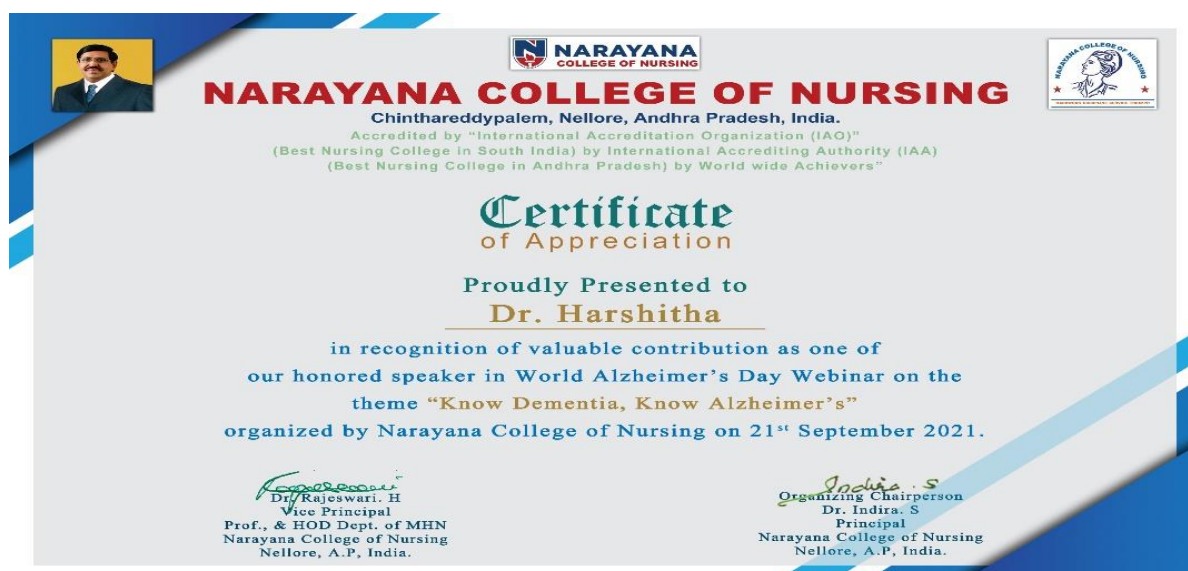 NARAYANA
COLLEGE OF NURSING
NARAYANA COLLEGE OF NURSING
Chinthareddypalem, Nellore, Andhra Pradesh, India.
Accredited by "International Accreditation Organization (IAO)"
(Best Nursing College in South India) by International Accrediting Authority (IAA)
(Best Nursing College in Andhra Pradesh) by World wide Achievers"
Certificate
of Appreciation
Proudly Presented to
Dr. Harshitha
in recognition of valuable contribution as one of
our honored speaker in World Alzheimer's Day Webinar on the
theme "Know Dementia, Know Alzheimer's"
organized by Narayana College of Nursing on 21st September 2021.
Dr. Rajeswari. H
Vice Principal
Prof., & HOD Dept. of MHN
Narayana College of Nursing
Nellore, A.P, India.
Indira . S
Organizing Chairperson
Dr. Indira. S
Principal
Narayana College of Nursing
Nellore, A.P, India.
NARAYANA COLLEGE OF NURSING